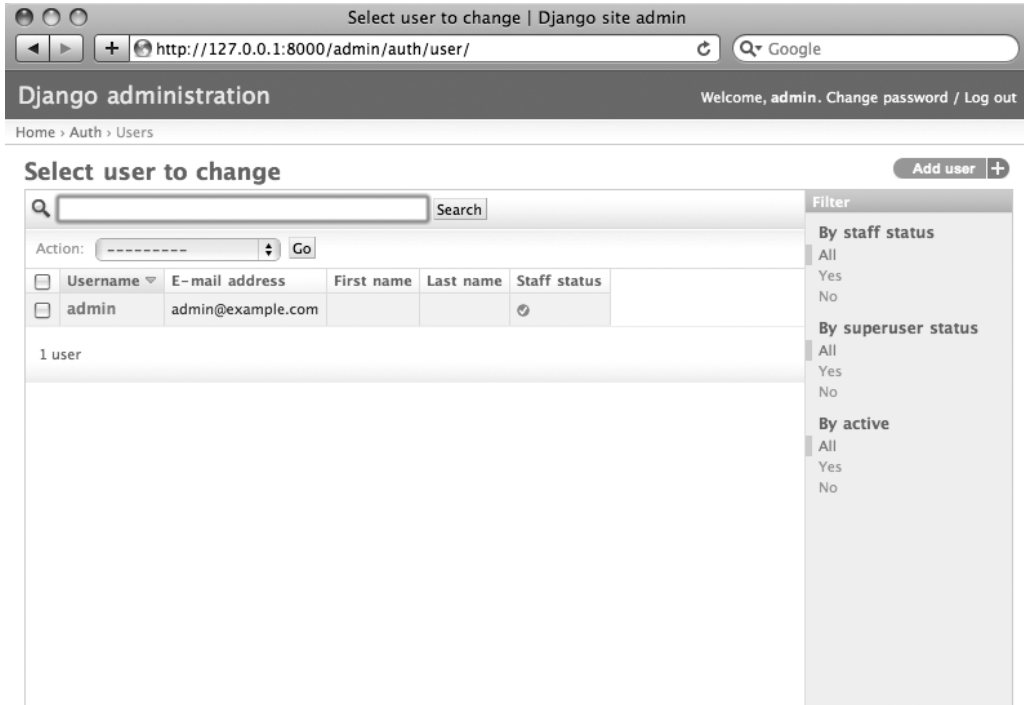 Select user to change | Django site admin
http://127.0.0.1:8000/admin/auth/user/
Google
Django administration
Welcome, admin. Change password / Log out
Home › Auth › Users
Select user to change
Add user +
Search
Filter
Action: --------- Go
By staff status
All
Yes
No
Username E-mail address First name Last name Staff status
admin admin@example.com
1 user
By superuser status
All
Yes
No
By active
All
Yes
No